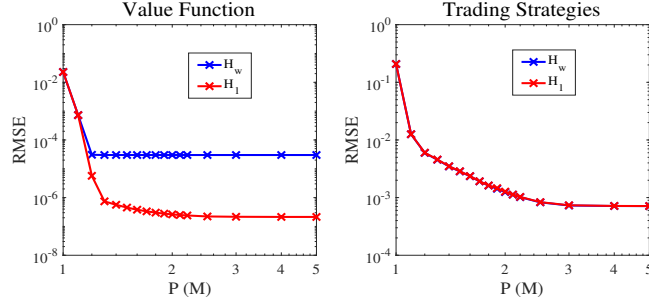 Value Function
10^0
10^-2
10^-4
10^-6
10^-8
RMSE
H_w
H_1
1
2
3
4
5
P (M)
Trading Strategies
10^0
10^-1
10^-2
10^-3
10^-4
RMSE
H_w
H_1
1
2
3
4
5
P (M)